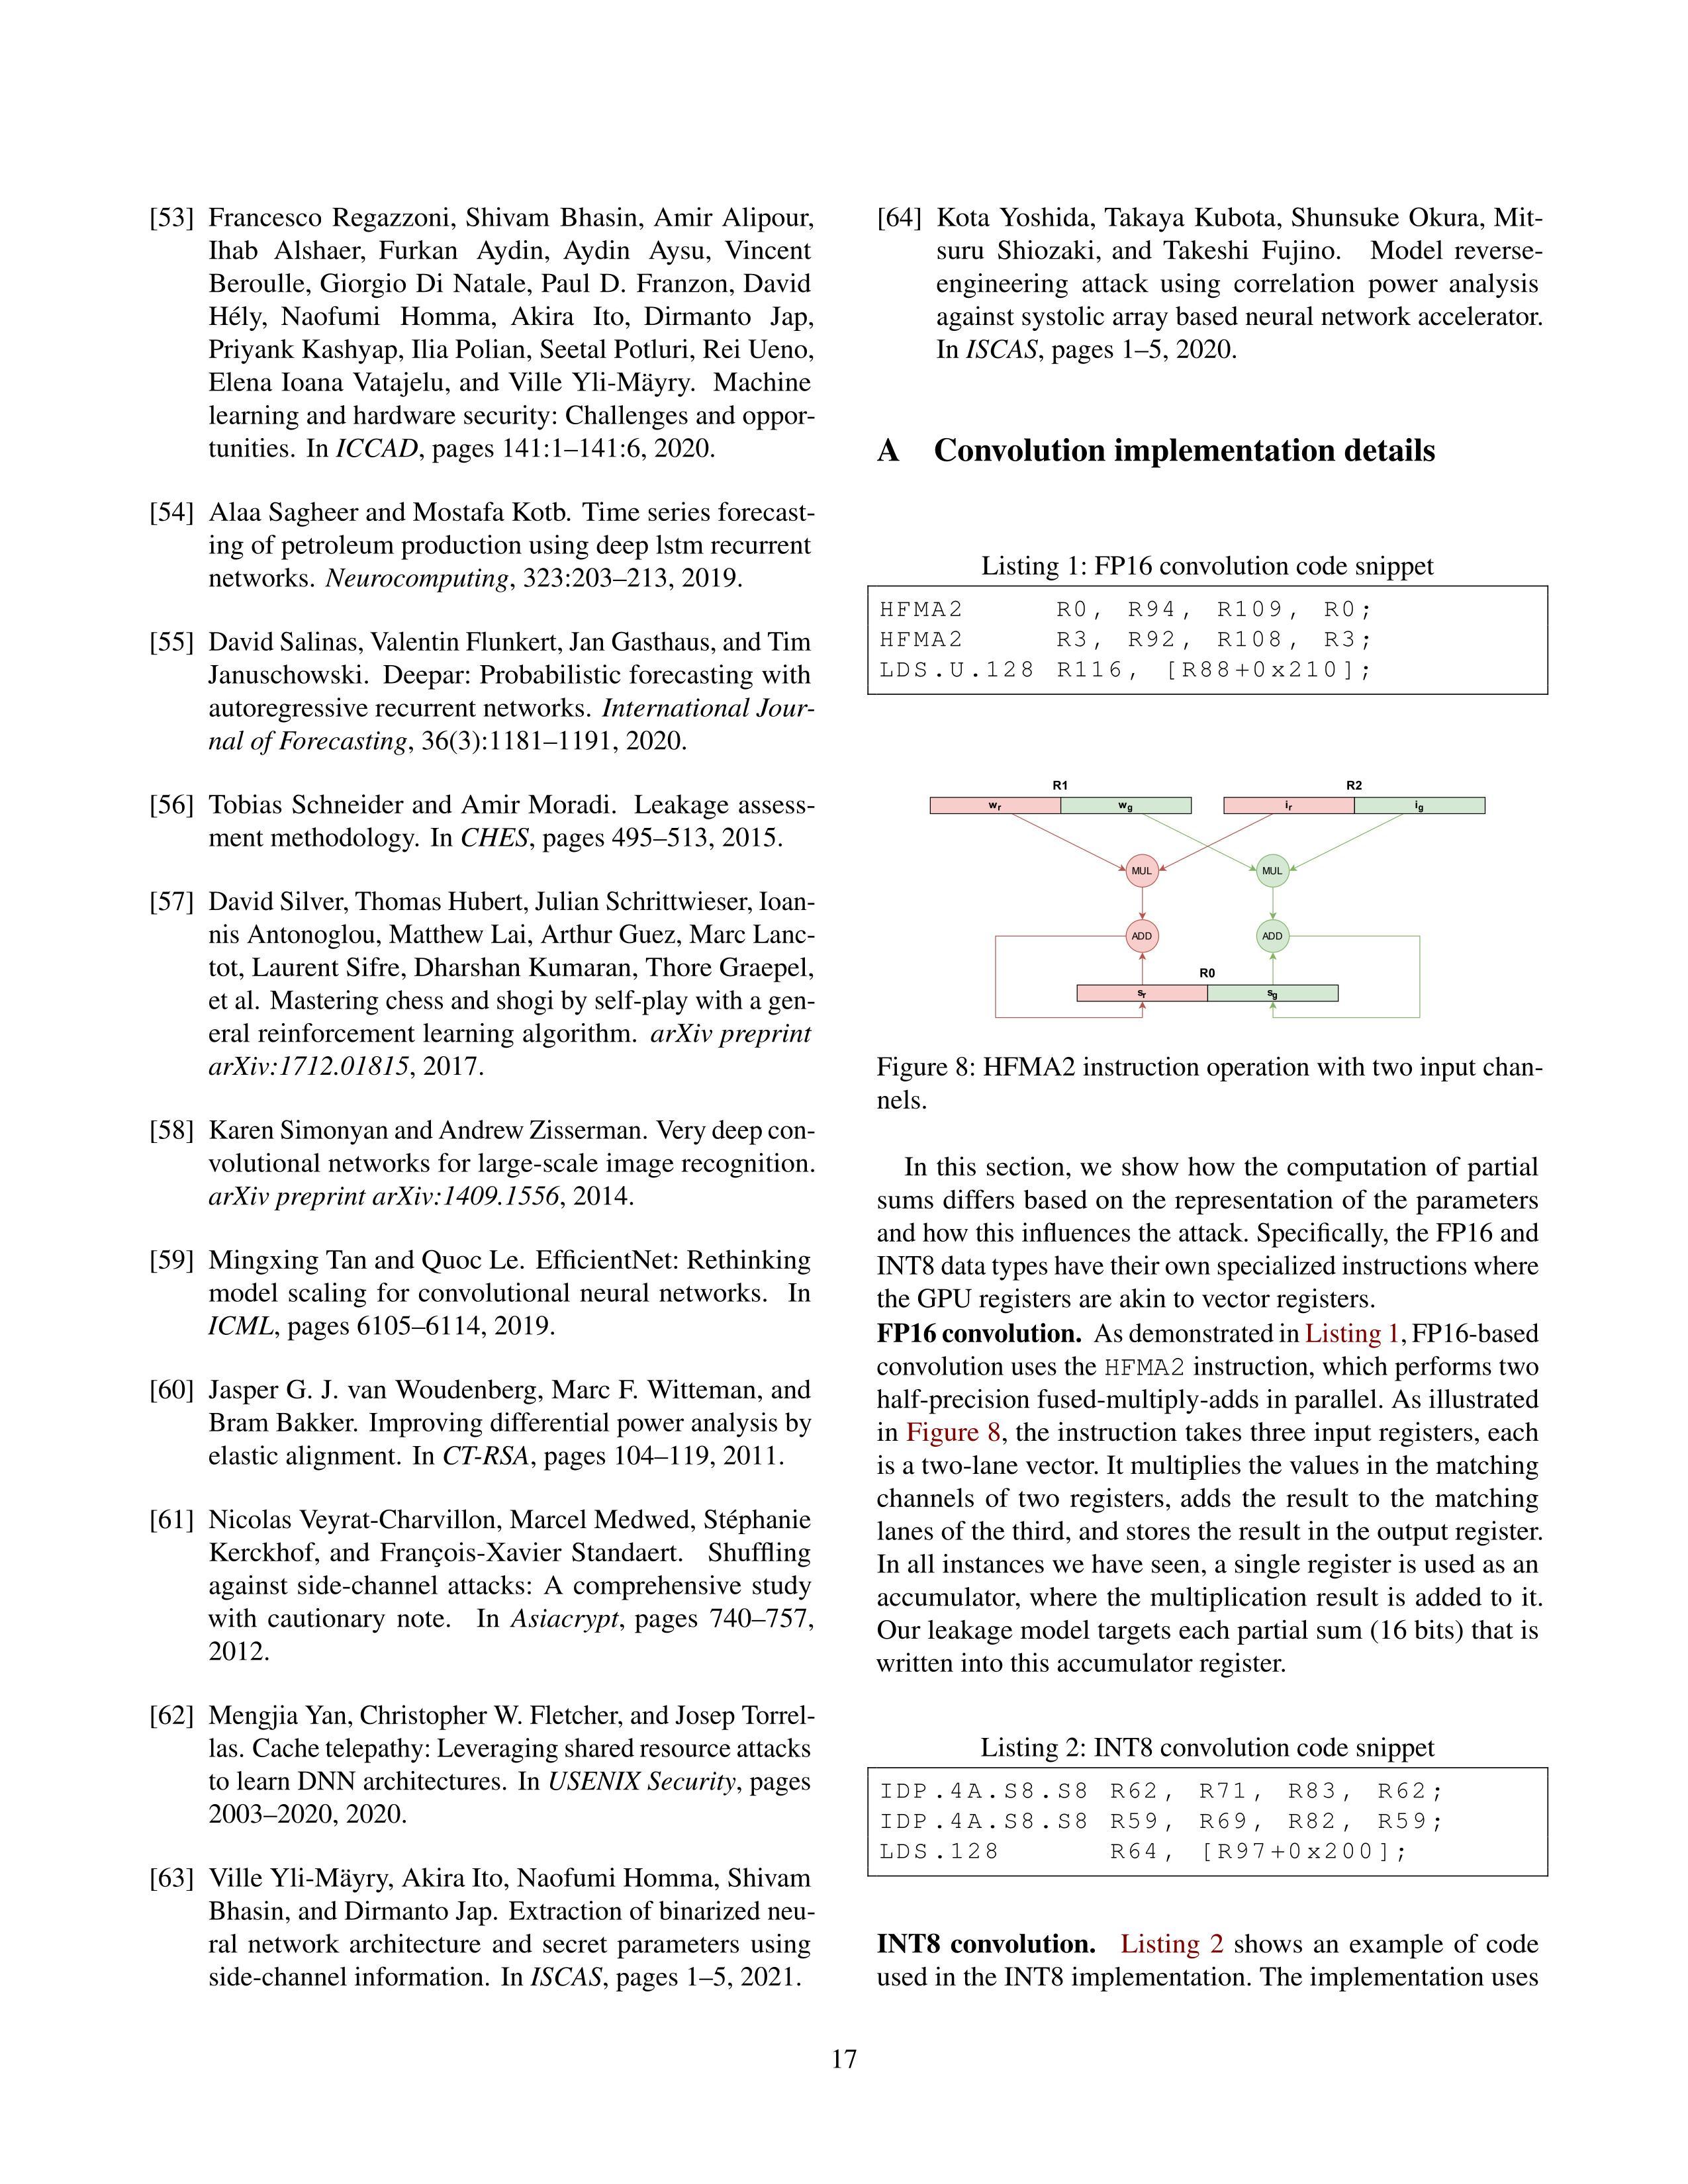 [53] Francesco Regazzoni, Shivam Bhasin, Amir Alipour,
Ihab Alshaer, Furkan Aydin, Aydin Aysu, Vincent
Beroulle, Giorgio Di Natale, Paul D. Franzon, David
Hély, Naofumi Homma, Akira Ito, Dirmanto Jap,
Priyank Kashyap, Ilia Polian, Seetal Potluri, Rei Ueno,
Elena Ioana Vatajelu, and Ville Yli-Mäyry. Machine
learning and hardware security: Challenges and oppor-
tunities. In ICCAD, pages 141:1–141:6, 2020.
[54] Alaa Sagheer and Mostafa Kotb. Time series forecast-
ing of petroleum production using deep lstm recurrent
networks. Neurocomputing, 323:203–213, 2019.
[55] David Salinas, Valentin Flunkert, Jan Gasthaus, and Tim
Januschowski. Deepar: Probabilistic forecasting with
autoregressive recurrent networks. International Jour-
nal of Forecasting, 36(3):1181–1191, 2020.
[56] Tobias Schneider and Amir Moradi. Leakage assess-
ment methodology. In CHES, pages 495–513, 2015.
[57] David Silver, Thomas Hubert, Julian Schrittwieser, Ioan-
nis Antonoglou, Matthew Lai, Arthur Guez, Marc Lanc-
tot, Laurent Sifre, Dharshan Kumaran, Thore Graepel,
et al. Mastering chess and shogi by self-play with a gen-
eral reinforcement learning algorithm. arXiv preprint
arXiv:1712.01815, 2017.
[58] Karen Simonyan and Andrew Zisserman. Very deep con-
volutional networks for large-scale image recognition.
arXiv preprint arXiv:1409.1556, 2014.
[59] Mingxing Tan and Quoc Le. EfficientNet: Rethinking
model scaling for convolutional neural networks. In
ICML, pages 6105–6114, 2019.
[60] Jasper G. J. van Woudenberg, Marc F. Witteman, and
Bram Bakker. Improving differential power analysis by
elastic alignment. In CT-RSA, pages 104–119, 2011.
[61] Nicolas Veyrat-Charvillon, Marcel Medwed, Stéphanie
Kerckhof, and François-Xavier Standaert. Shuffling
against side-channel attacks: A comprehensive study
with cautionary note. In Asiacrypt, pages 740–757,
2012.
[62] Mengjia Yan, Christopher W. Fletcher, and Josep Torrel-
las. Cache telepathy: Leveraging shared resource attacks
to learn DNN architectures. In USENIX Security, pages
2003–2020, 2020.
[63] Ville Yli-Mäyry, Akira Ito, Naofumi Homma, Shivam
Bhasin, and Dirmanto Jap. Extraction of binarized neu-
ral network architecture and secret parameters using
side-channel information. In ISCAS, pages 1–5, 2021.
[64] Kota Yoshida, Takaya Kubota, Shunsuke Okura, Mit-
suru Shiozaki, and Takeshi Fujino. Model reverse-
engineering attack using correlation power analysis
against systolic array based neural network accelerator.
In ISCAS, pages 1–5, 2020.
A Convolution implementation details
Listing 1: FP16 convolution code snippet
HFMA2 R0, R94, R109, R0;
HFMA2 R3, R92, R108, R3;
LDS.U.128 R116, [R88+0x210];
R1 R2
wr wg ir ig
MUL MUL
ADD ADD
R0
sr sg
Figure 8: HFMA2 instruction operation with two input chan-
nels.
In this section, we show how the computation of partial
sums differs based on the representation of the parameters
and how this influences the attack. Specifically, the FP16 and
INT8 data types have their own specialized instructions where
the GPU registers are akin to vector registers.
FP16 convolution. As demonstrated in Listing 1, FP16-based
convolution uses the HFMA2 instruction, which performs two
half-precision fused-multiply-adds in parallel. As illustrated
in Figure 8, the instruction takes three input registers, each
is a two-lane vector. It multiplies the values in the matching
channels of two registers, adds the result to the matching
lanes of the third, and stores the result in the output register.
In all instances we have seen, a single register is used as an
accumulator, where the multiplication result is added to it.
Our leakage model targets each partial sum (16 bits) that is
written into this accumulator register.
Listing 2: INT8 convolution code snippet
IDP.4A.S8.S8 R62, R71, R83, R62;
IDP.4A.S8.S8 R59, R69, R82, R59;
LDS.128 R64, [R97+0x200];
INT8 convolution. Listing 2 shows an example of code
used in the INT8 implementation. The implementation uses
17